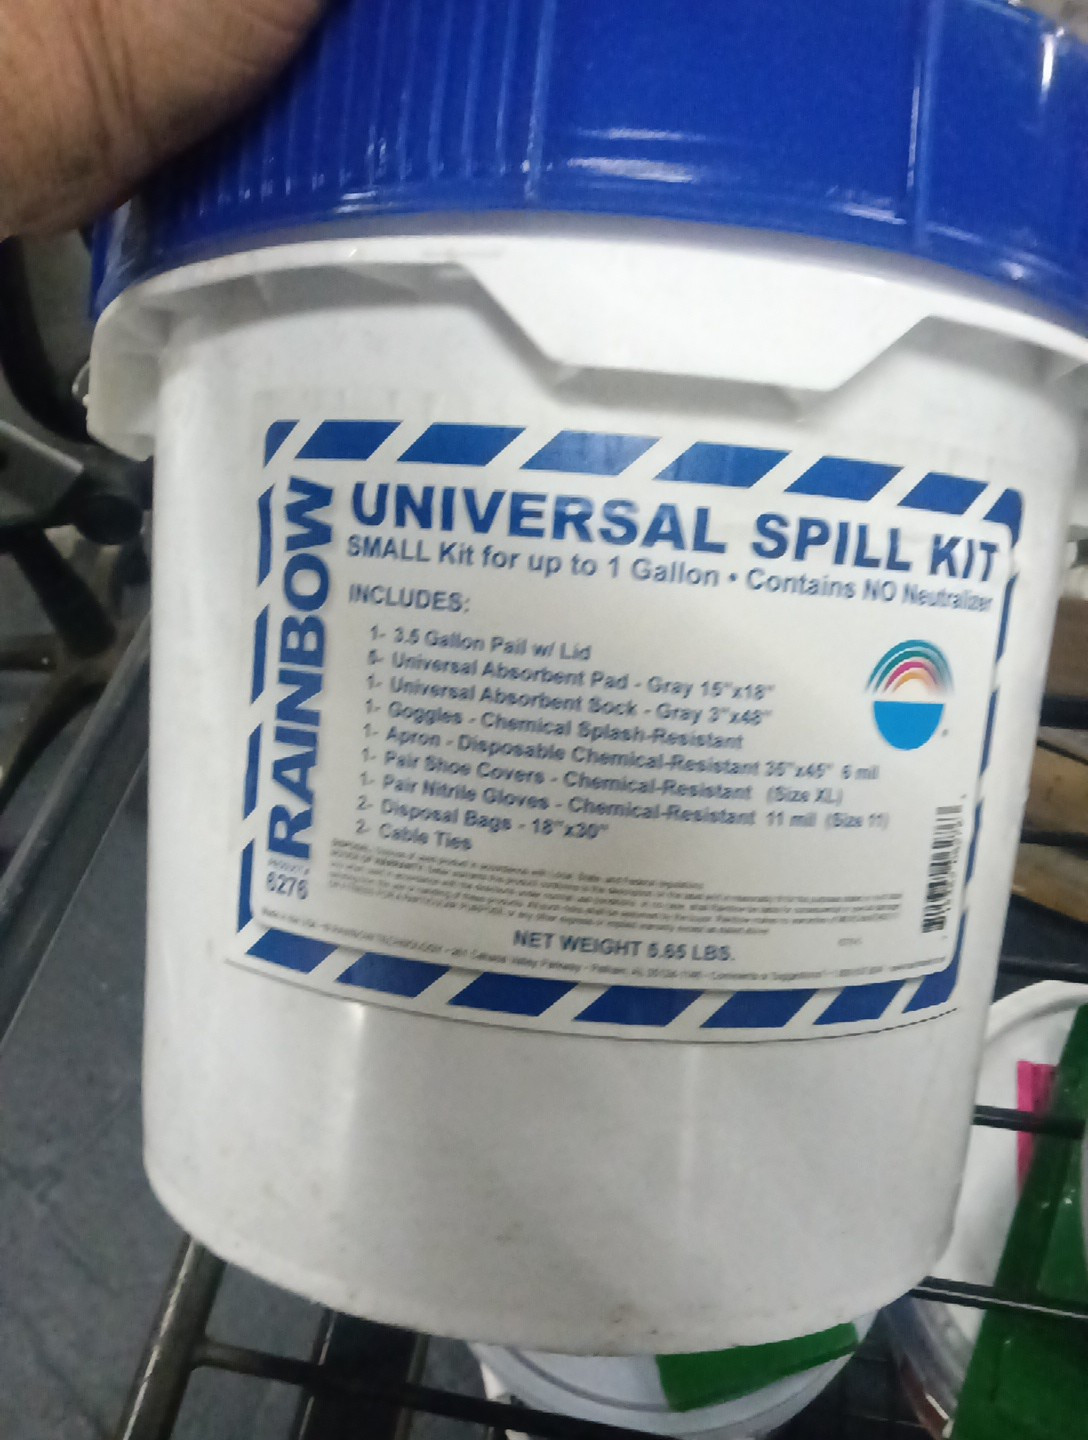 RAINBOW
PRODUCT #
6276
UNIVERSAL SPILL KIT
SMALL Kit for up to 1 Gallon • Contains NO Neutralizer
INCLUDES:
1- 3.5 Gallon Pail w/ Lid
5- Universal Absorbent Pad - Gray 15"x18"
1- Universal Absorbent Sock - Gray 3"x48"
1- Goggles - Chemical Splash-Resistant
1- Apron - Disposable Chemical-Resistant 35"x45" 6 mil
1- Pair Shoe Covers - Chemical-Resistant (Size XL)
1- Pair Nitrile Gloves - Chemical-Resistant 11 mil (Size 11)
2- Disposal Bags - 18"x30"
2- Cable Ties
NET WEIGHT 5.65 LBS.